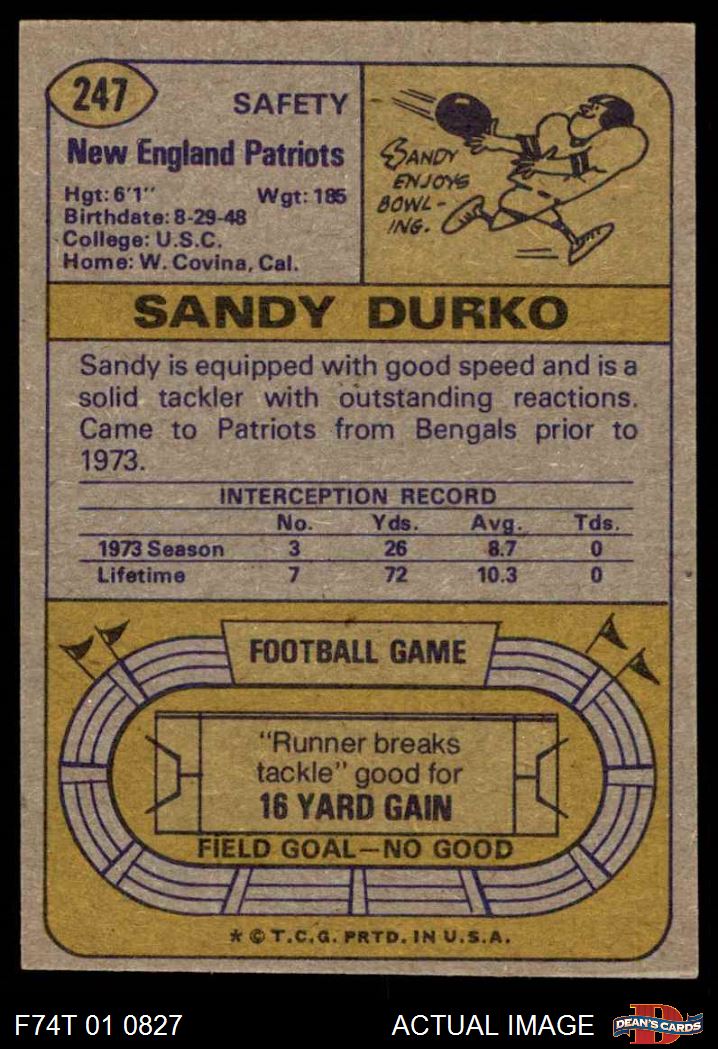 247
SAFETY
New England Patriots
Hgt: 6'1" Wgt: 185
Birthdate: 8-29-48
College: U.S.C.
Home: W. Covina, Cal.
SANDY
ENJOYS
BOWL-
ING.
SANDY DURKO
Sandy is equipped with good speed and is a
solid tackler with outstanding reactions.
Came to Patriots from Bengals prior to
1973.
INTERCEPTION RECORD
No. Yds. Avg. Tds.
1973 Season 3 26 8.7 0
Lifetime 7 72 10.3 0
FOOTBALL GAME
"Runner breaks
tackle" good for
16 YARD GAIN
FIELD GOAL—NO GOOD
* © T.C.G. PRTD. IN U.S.A.
F74T 01 0827 ACTUAL IMAGE D DEAN'S CARDS